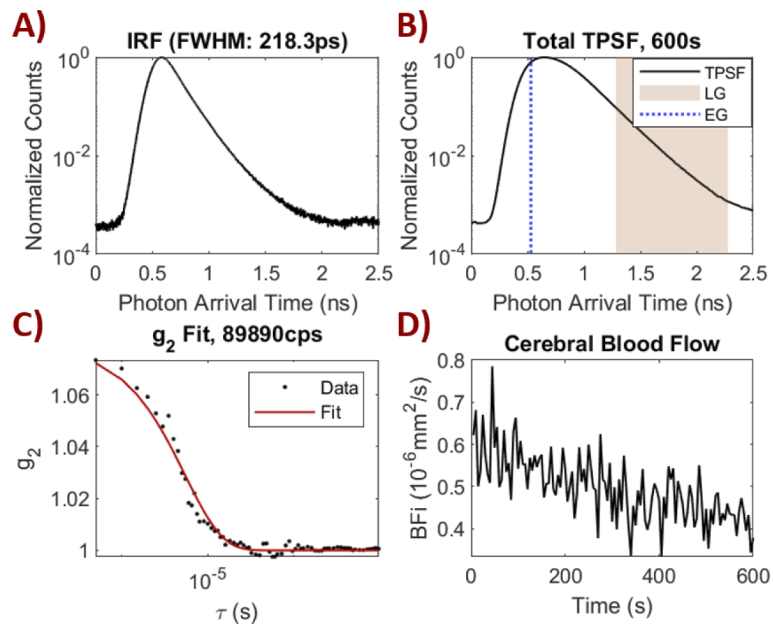 A)
IRF (FWHM: 218.3ps)
Normalized Counts
10^0
10^-2
10^-4
0 0.5 1 1.5 2 2.5
Photon Arrival Time (ns)
B)
Total TPSF, 600s
Normalized Counts
10^0
10^-2
10^-4
TPSF
LG
EG
0 0.5 1 1.5 2 2.5
Photon Arrival Time (ns)
C)
g_2 Fit, 89890cps
g_2
1.06
1.04
1.02
1
Data
Fit
10^-5
τ (s)
D)
Cerebral Blood Flow
BFi (10^-6 mm^2/s)
0.8
0.7
0.6
0.5
0.4
0 200 400 600
Time (s)